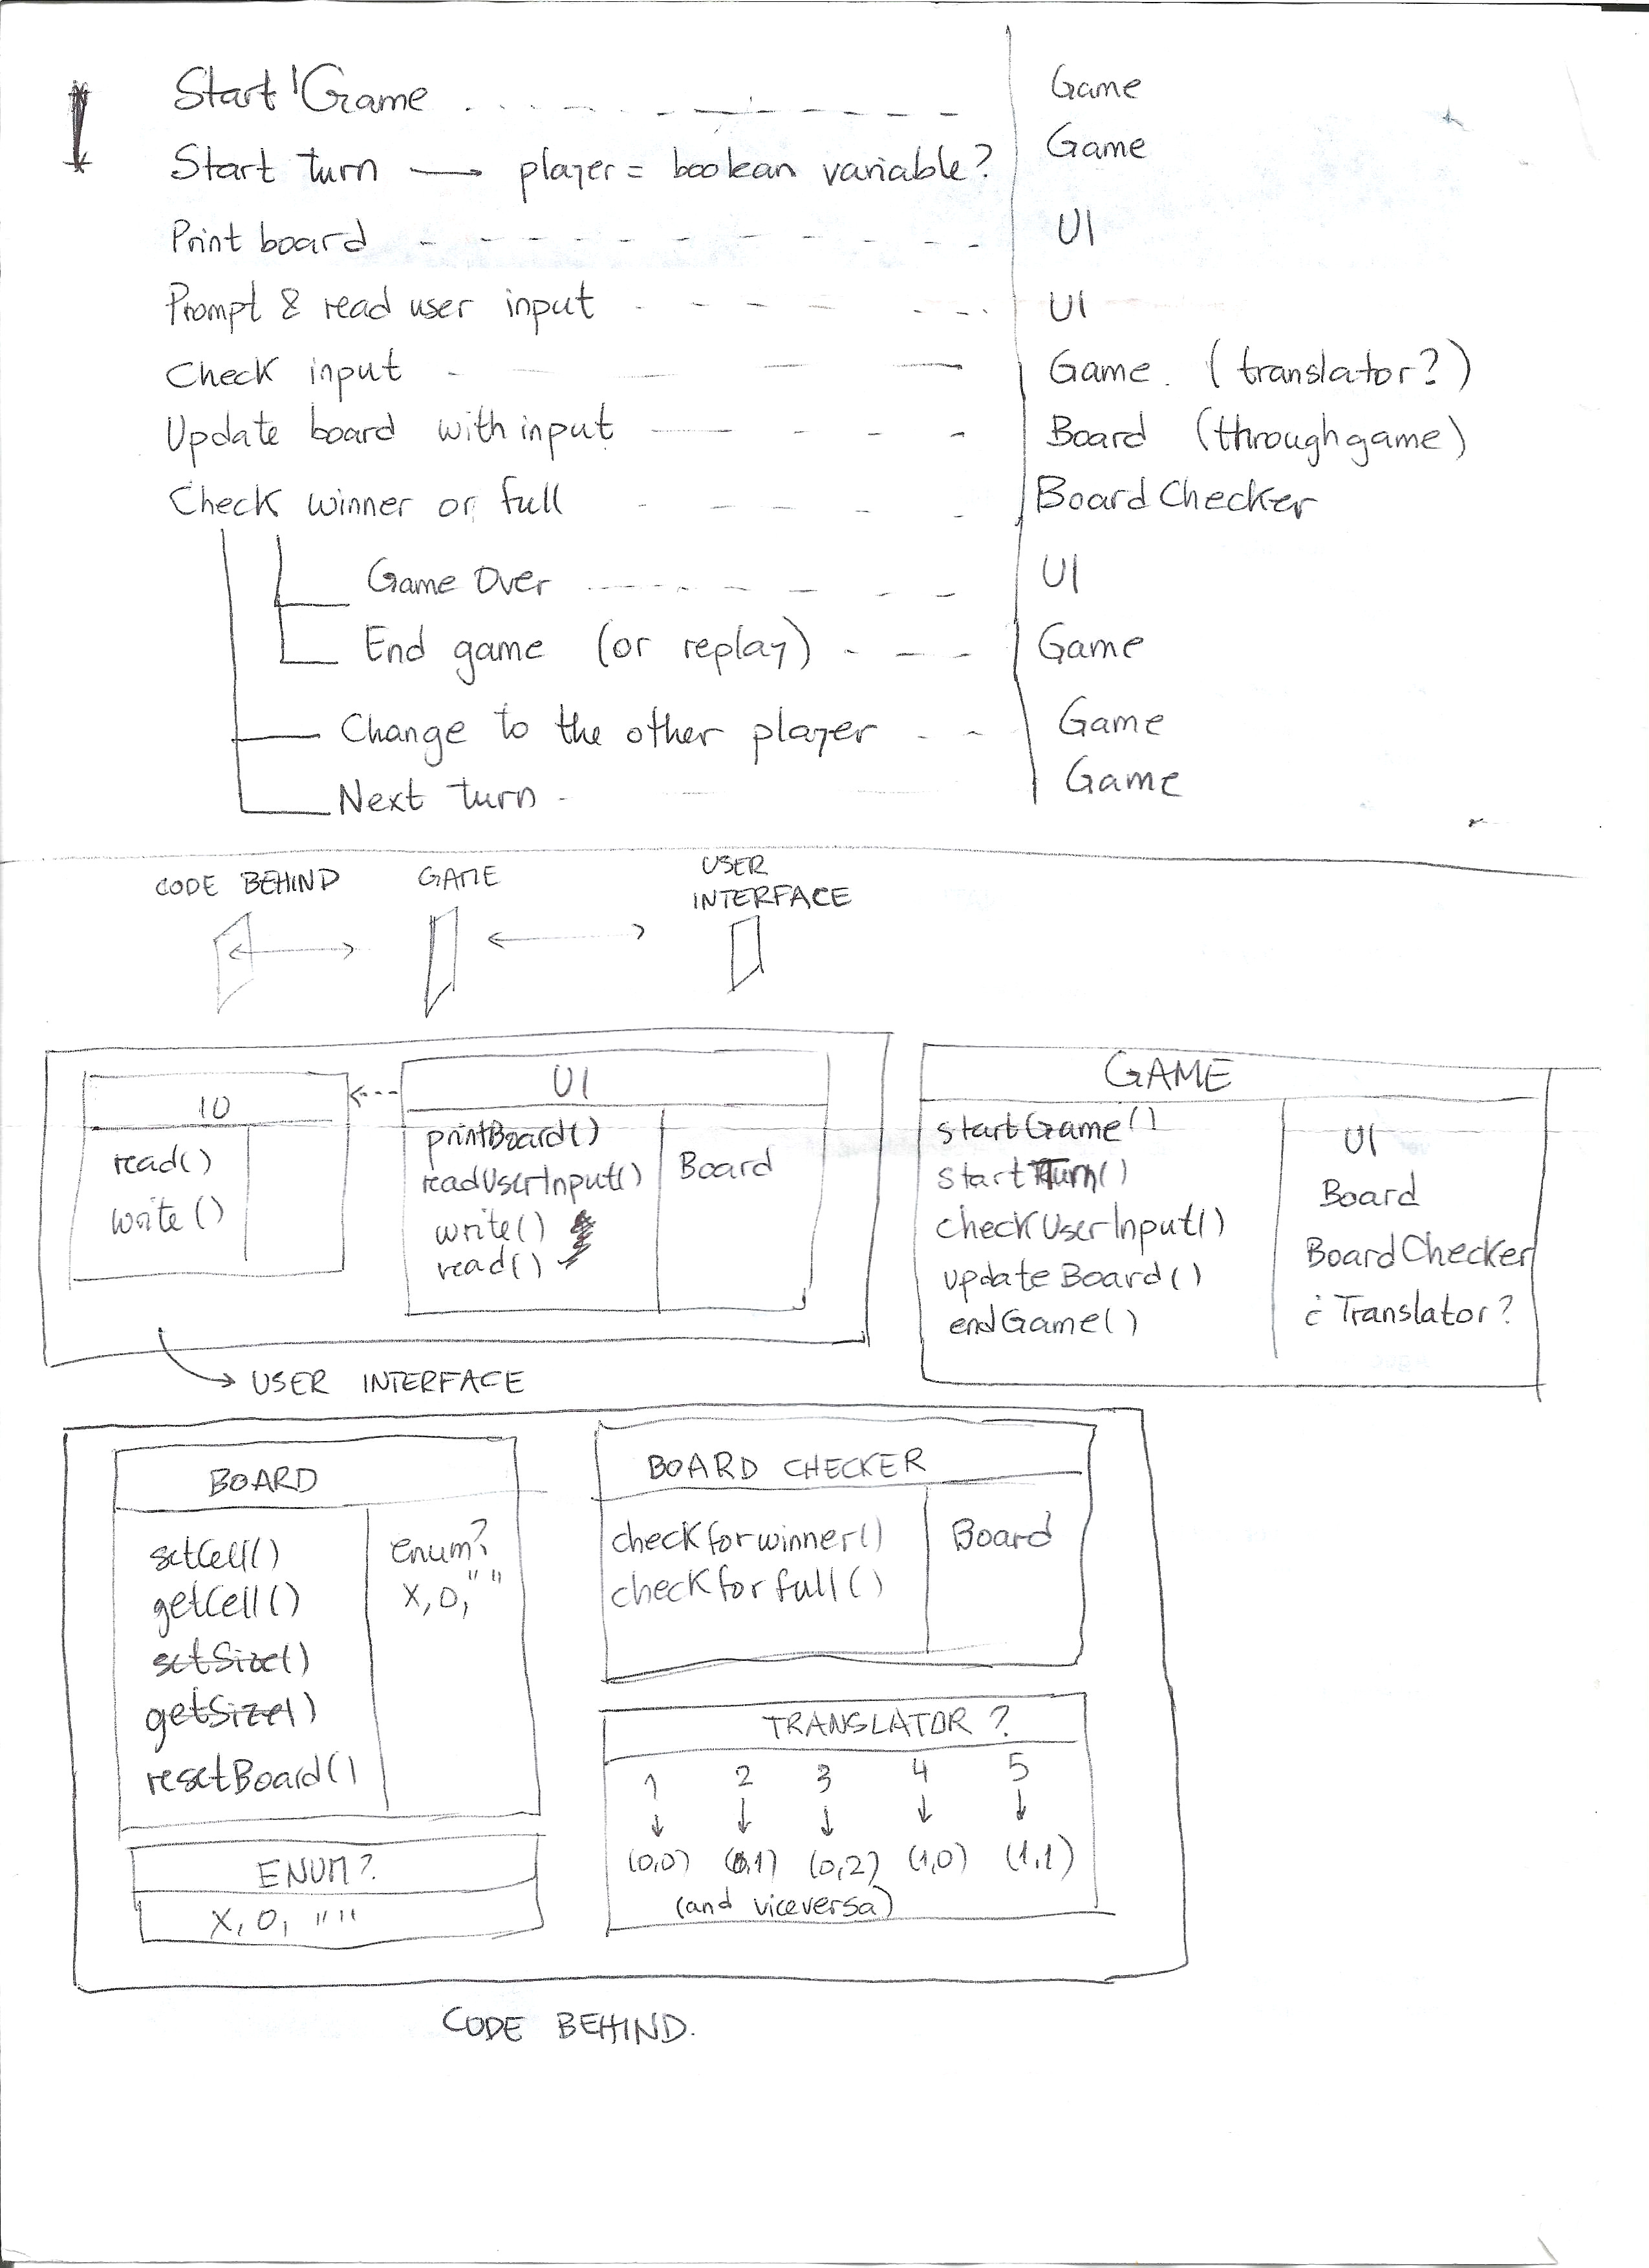 Start Game Game
Start turn → player = boolean variable? Game
Print board UI
Prompt & read user input UI
Check input Game (translator?)
Update board with input Board (through game)
Check winner or full Board Checker
Game Over UI
End game (or replay) Game
Change to the other player Game
Next turn Game
CODE BEHIND GAME USER INTERFACE
IO
read()
write()
UI
printBoard()
readUserInput()
write()
read()
Board
GAME
startGame()
startTurn()
checkUserInput()
updateBoard()
endGame()
UI
Board
BoardChecker
¿ Translator?
→ USER INTERFACE
BOARD
setCell()
getCell()
setSize()
getSize()
resetBoard()
enum?
X, O, " "
BOARD CHECKER
checkforwinner()
checkforfull()
Board
TRANSLATOR ?
1 2 3 4 5
↓ ↓ ↓ ↓ ↓
(0,0) (0,1) (0,2) (1,0) (1,1)
(and viceversa)
ENUM?
X, O, " "
CODE BEHIND.